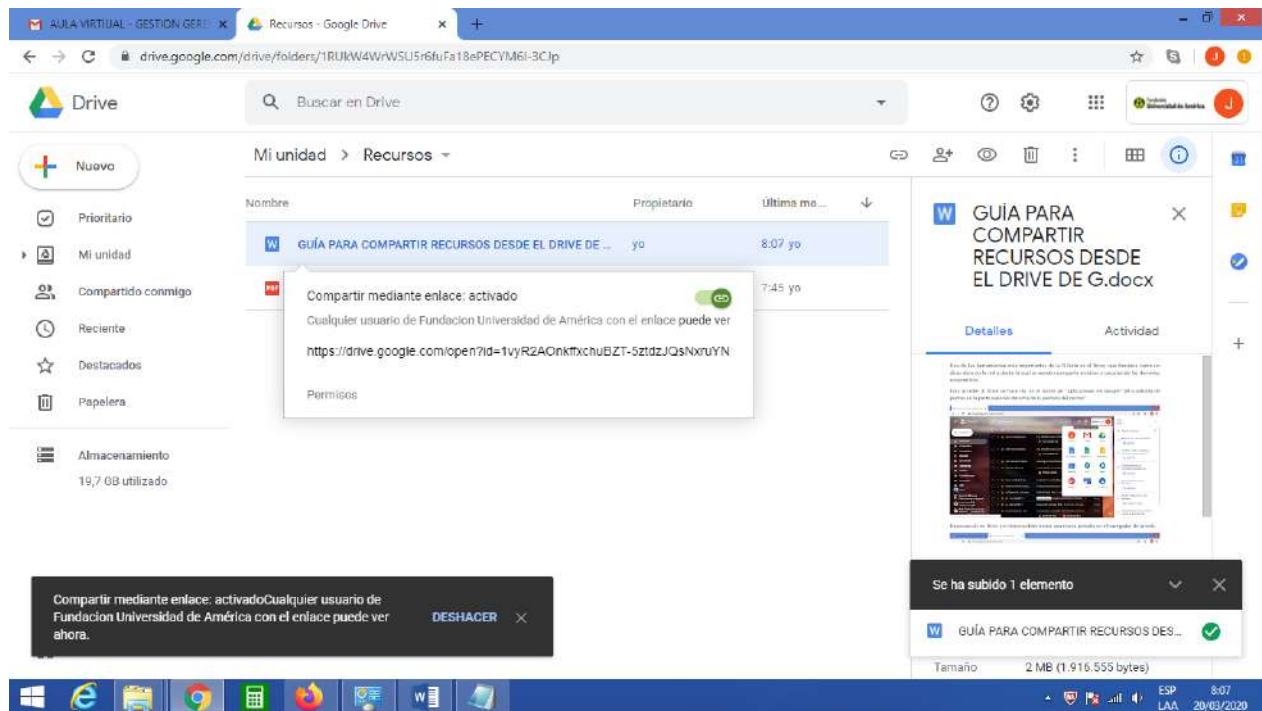 AULA VIRTUAL - GESTION GERE
Recursos - Google Drive
drive.google.com/drive/folders/1RUkW4WrWSU5r6fuFa18ePECYM6I-3CJp
Drive
Buscar en Drive
J
Nuevo
Mi unidad > Recursos
Prioritario
Mi unidad
Compartido conmigo
Reciente
Destacados
Papelera
Almacenamiento
19,7 GB utilizado
Nombre
Propietario
Última mo...
GUÍA PARA COMPARTIR RECURSOS DESDE EL DRIVE DE ...
yo
8:07 yo
PDF
7:45 yo
Compartir mediante enlace: activado
Cualquier usuario de Fundacion Universidad de América con el enlace puede ver
https://drive.google.com/open?id=1vyR2AOnkffxchuBZT-5ztdzJQsNxruYN
Permisos
W
GUÍA PARA
COMPARTIR
RECURSOS DESDE
EL DRIVE DE G.docx
Detalles
Actividad
Compartir mediante enlace: activadoCualquier usuario de
Fundacion Universidad de América con el enlace puede ver
ahora.
DESHACER
Se ha subido 1 elemento
GUÍA PARA COMPARTIR RECURSOS DES...
Tamaño
2 MB (1.916.555 bytes)
ESP
LAA
8:07
20/03/2020